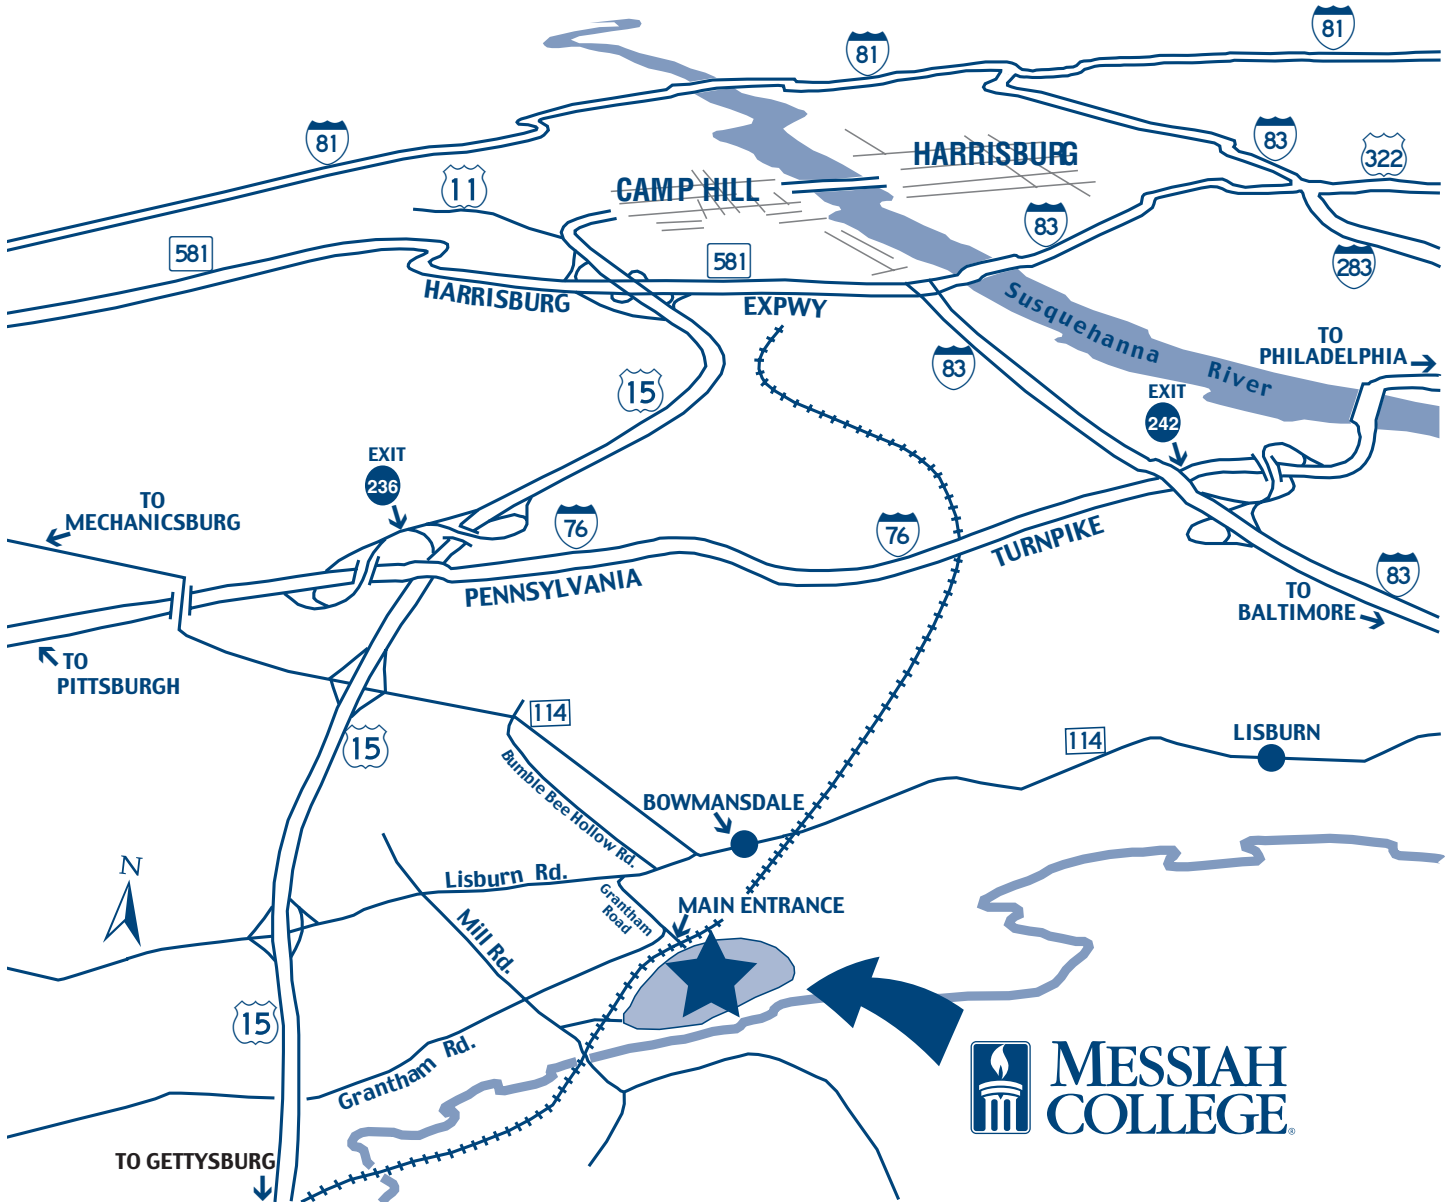 81
81
81
83
322
11
HARRISBURG
CAMP HILL
83
581
581
283
HARRISBURG
EXPWY
Susquehanna River
TO
PHILADELPHIA
83
15
EXIT
242
EXIT
236
TO
MECHANICSBURG
76
76
PENNSYLVANIA
TURNPIKE
83
TO
BALTIMORE
TO
PITTSBURGH
114
15
114
LISBURN
Bumble Bee Hollow Rd.
BOWMANSDALE
N
Lisburn Rd.
Grantham
Road
MAIN ENTRANCE
Mill Rd.
15
Grantham Rd.
MESSIAH
COLLEGE®
TO GETTYSBURG